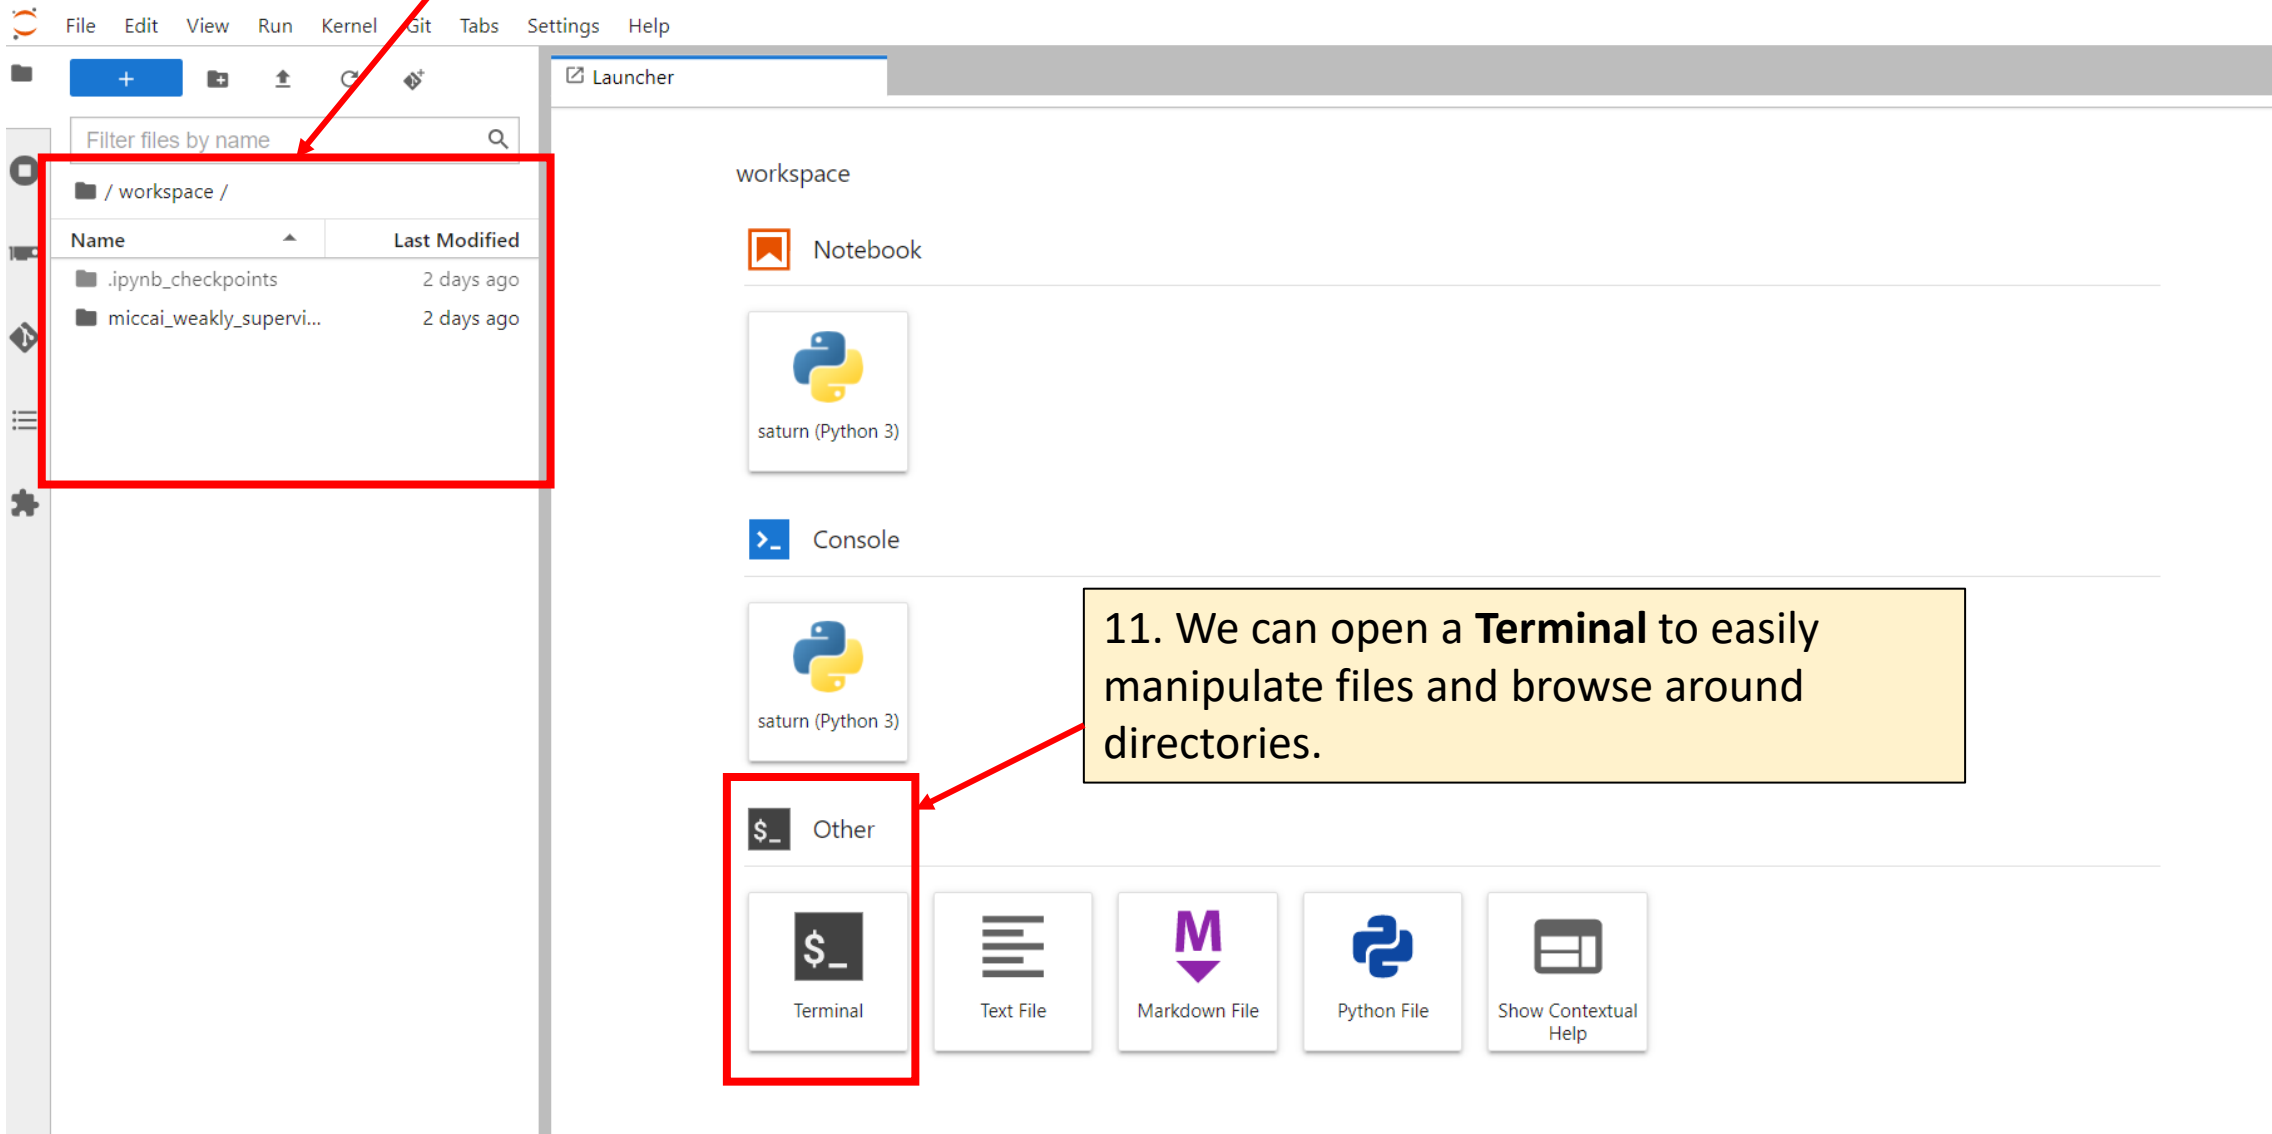 File Edit View Run Kernel Git Tabs Settings Help
+
Launcher
Filter files by name
/ workspace /
Name Last Modified
.ipynb_checkpoints 2 days ago
miccai_weakly_supervi... 2 days ago
workspace
Notebook
saturn (Python 3)
Console
saturn (Python 3)
11. We can open a Terminal to easily
manipulate files and browse around
directories.
$_ Other
$_
Terminal
Text File
M
Markdown File
Python File
Show Contextual
Help